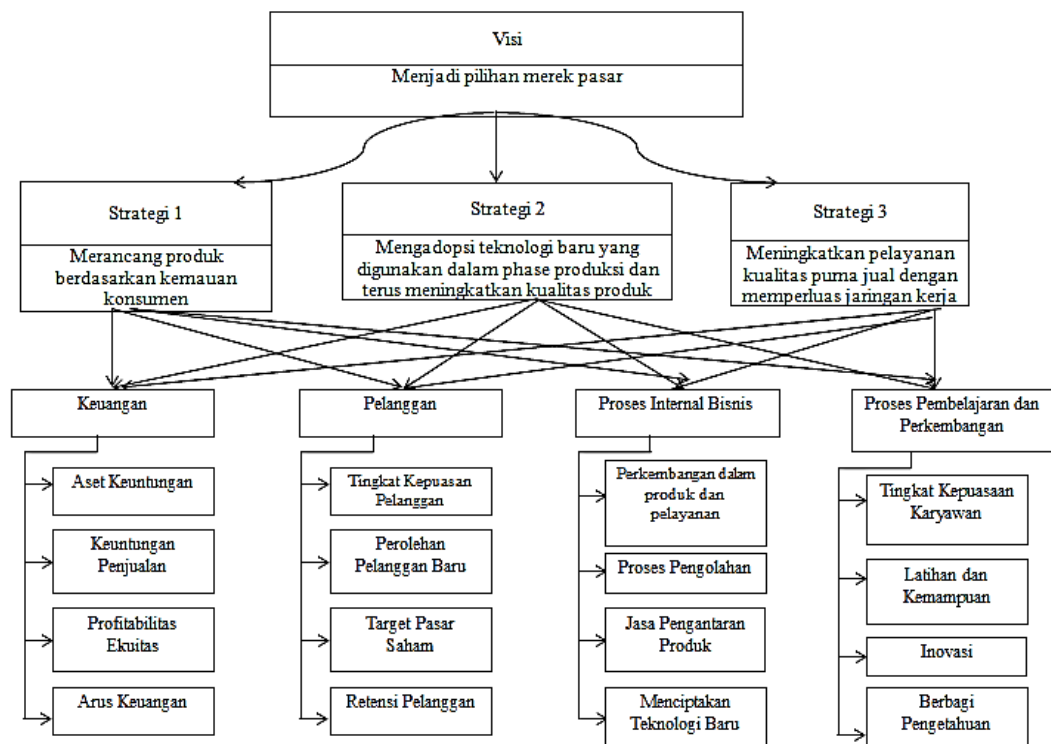 Visi
Menjadi pilihan merek pasar
Strategi 1
Merancang produk
berdasarkan kemauan
konsumen
Strategi 2
Mengadopsi teknologi baru yang
digunakan dalam phase produksi dan
terus meningkatkan kualitas produk
Strategi 3
Meningkatkan pelayanan
kualitas purna jual dengan
memperluas jaringan kerja
Keuangan
Aset Keuntungan
Keuntungan
Penjualan
Profitabilitas
Ekuitas
Arus Keuangan
Pelanggan
Tingkat Kepuasan
Pelanggan
Perolehan
Pelanggan Baru
Target Pasar
Saham
Retensi Pelanggan
Proses Internal Bisnis
Perkembangan dalam
produk dan
pelayanan
Proses Pengolahan
Jasa Pengantaran
Produk
Menciptakan
Teknologi Baru
Proses Pembelajaran dan
Perkembangan
Tingkat Kepuasaan
Karyawan
Latihan dan
Kemampuan
Inovasi
Berbagi
Pengetahuan